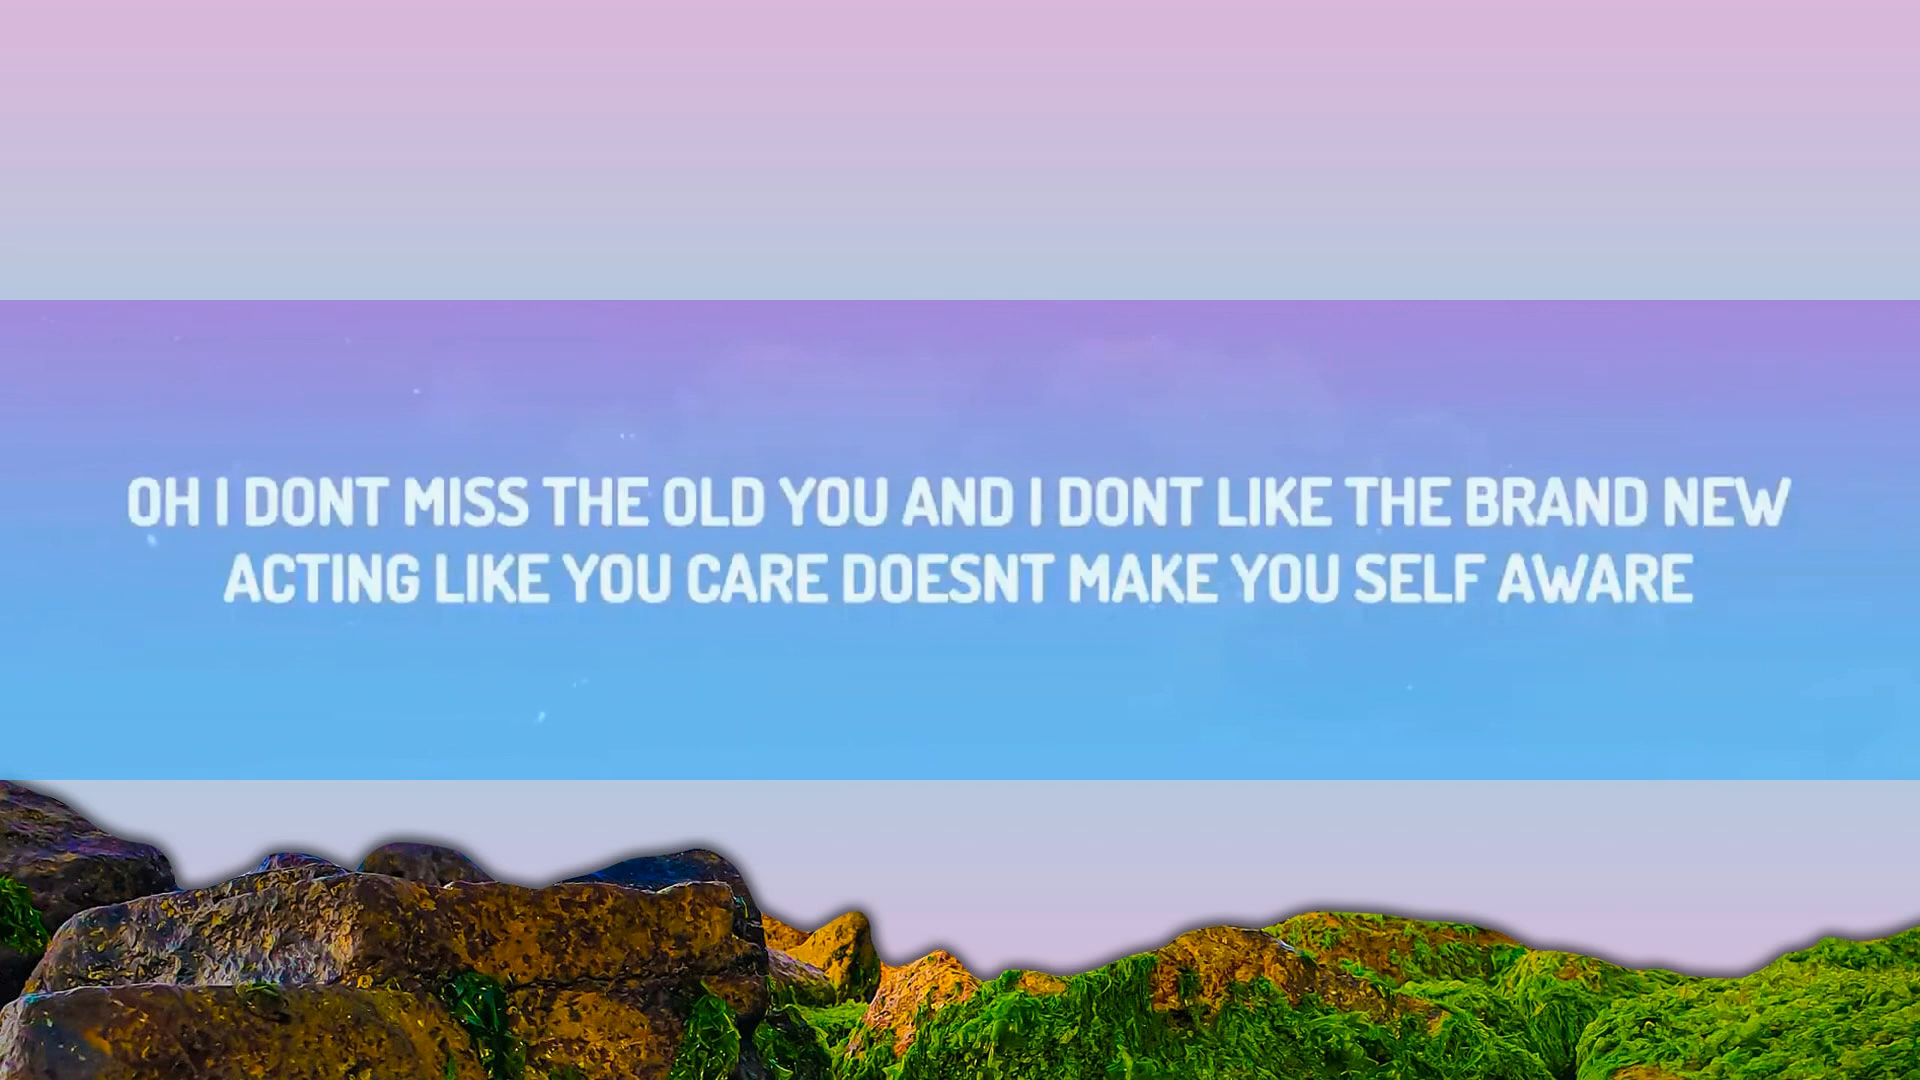 OH I DONT MISS THE OLD YOU AND I DONT LIKE THE BRAND NEW
ACTING LIKE YOU CARE DOESNT MAKE YOU SELF AWARE